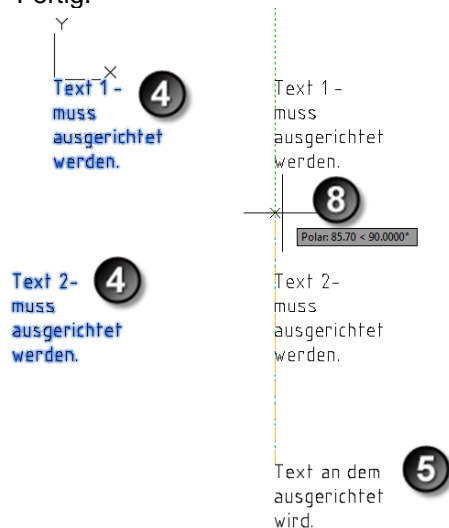 Fertig.
Y
X
Text 1 -
muss
ausgerichtet
werden.
4
Text 1 -
muss
ausgerichtet
werden.
8
Polar: 85.70 < 90.0000°
Text 2-
muss
ausgerichtet
werden.
4
Text 2-
muss
ausgerichtet
werden.
Text an dem
ausgerichtet
wird.
5